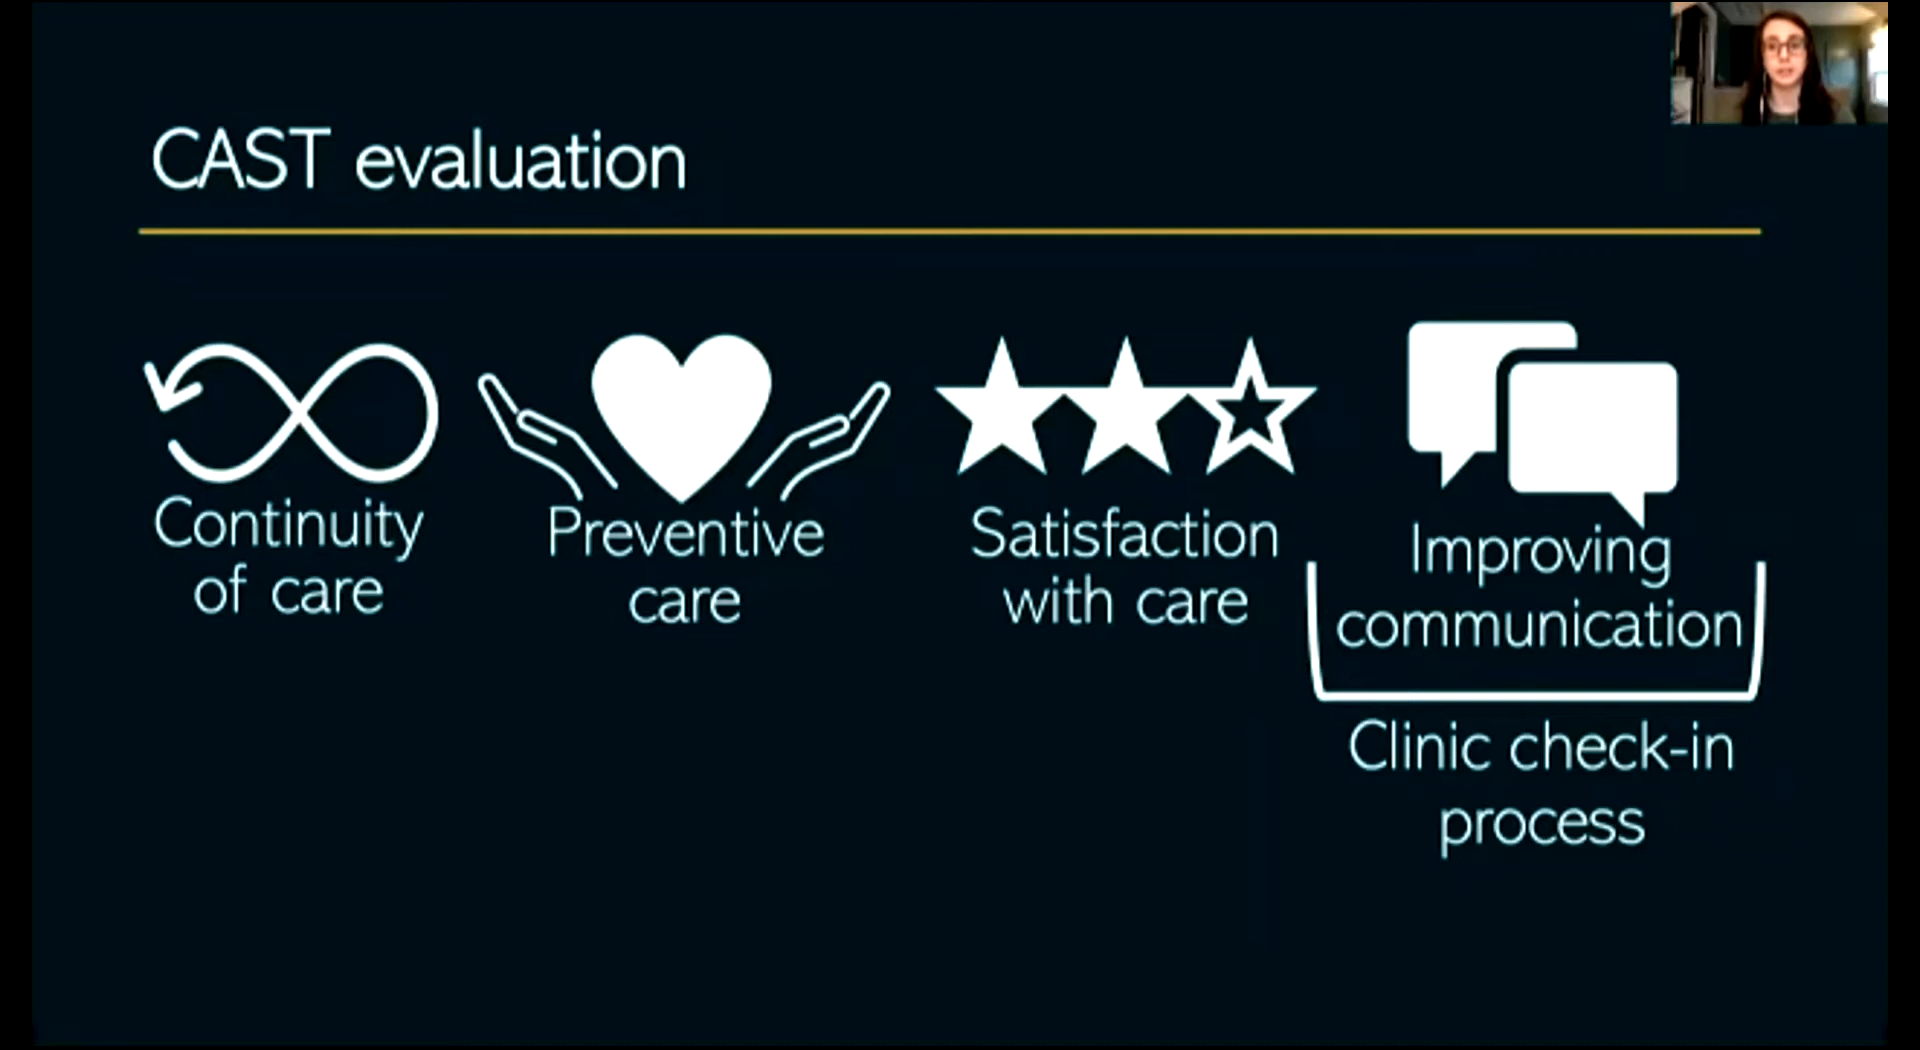 CAST evaluation
Continuity
of care
Preventive
care
Satisfaction
with care
Improving
communication
Clinic check-in
process